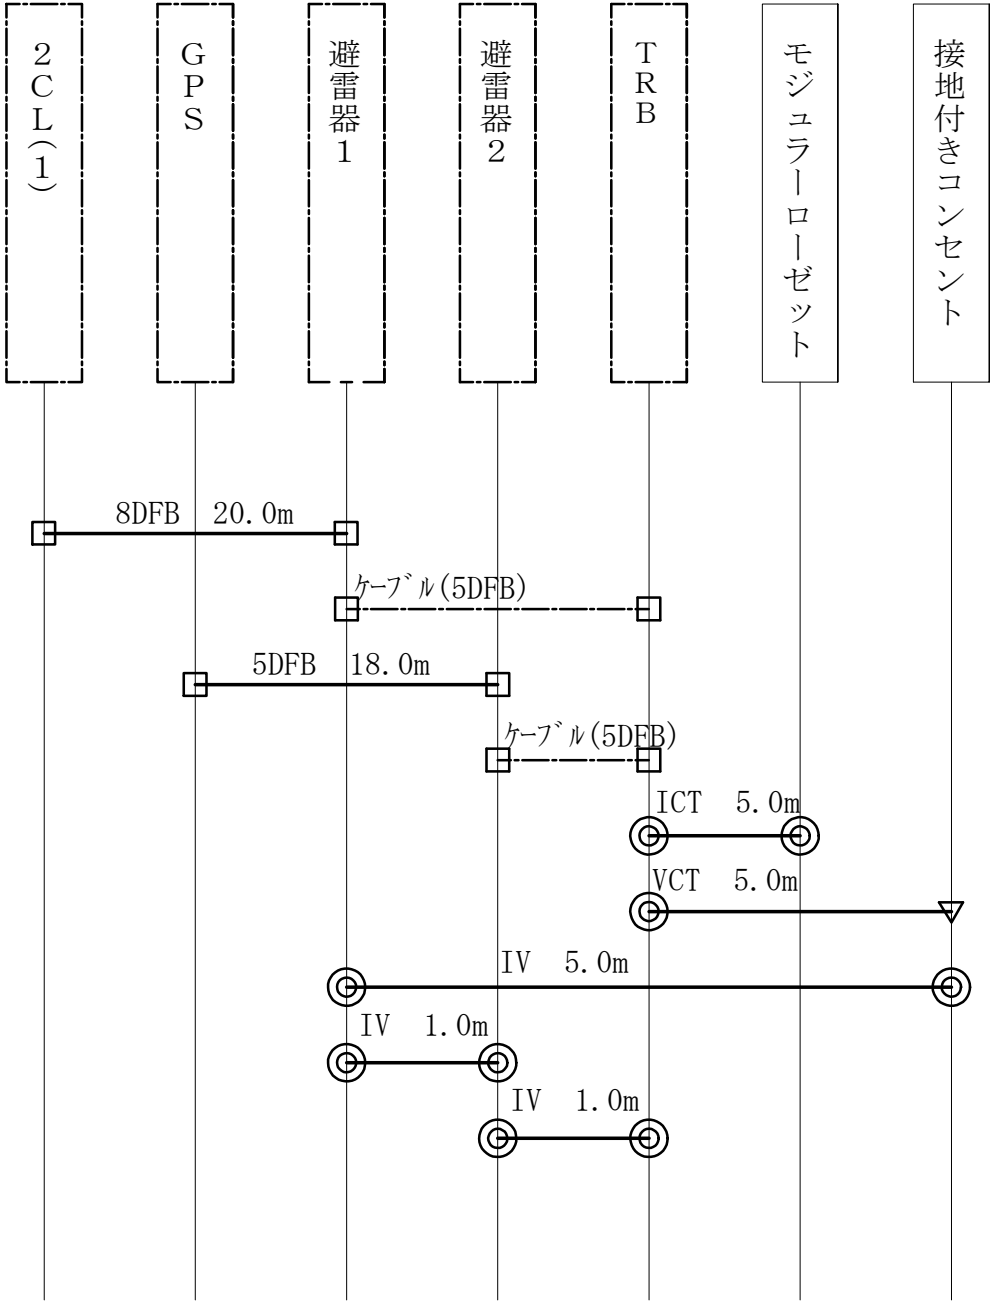 2CL(1)
GPS
避雷器1
避雷器2
TRB
モジュラーローゼット
接地付きコンセント
8DFB 20.0m
ｹｰﾌﾞﾙ(5DFB)
5DFB 18.0m
ｹｰﾌﾞﾙ(5DFB)
ICT 5.0m
VCT 5.0m
IV 5.0m
IV 1.0m
IV 1.0m